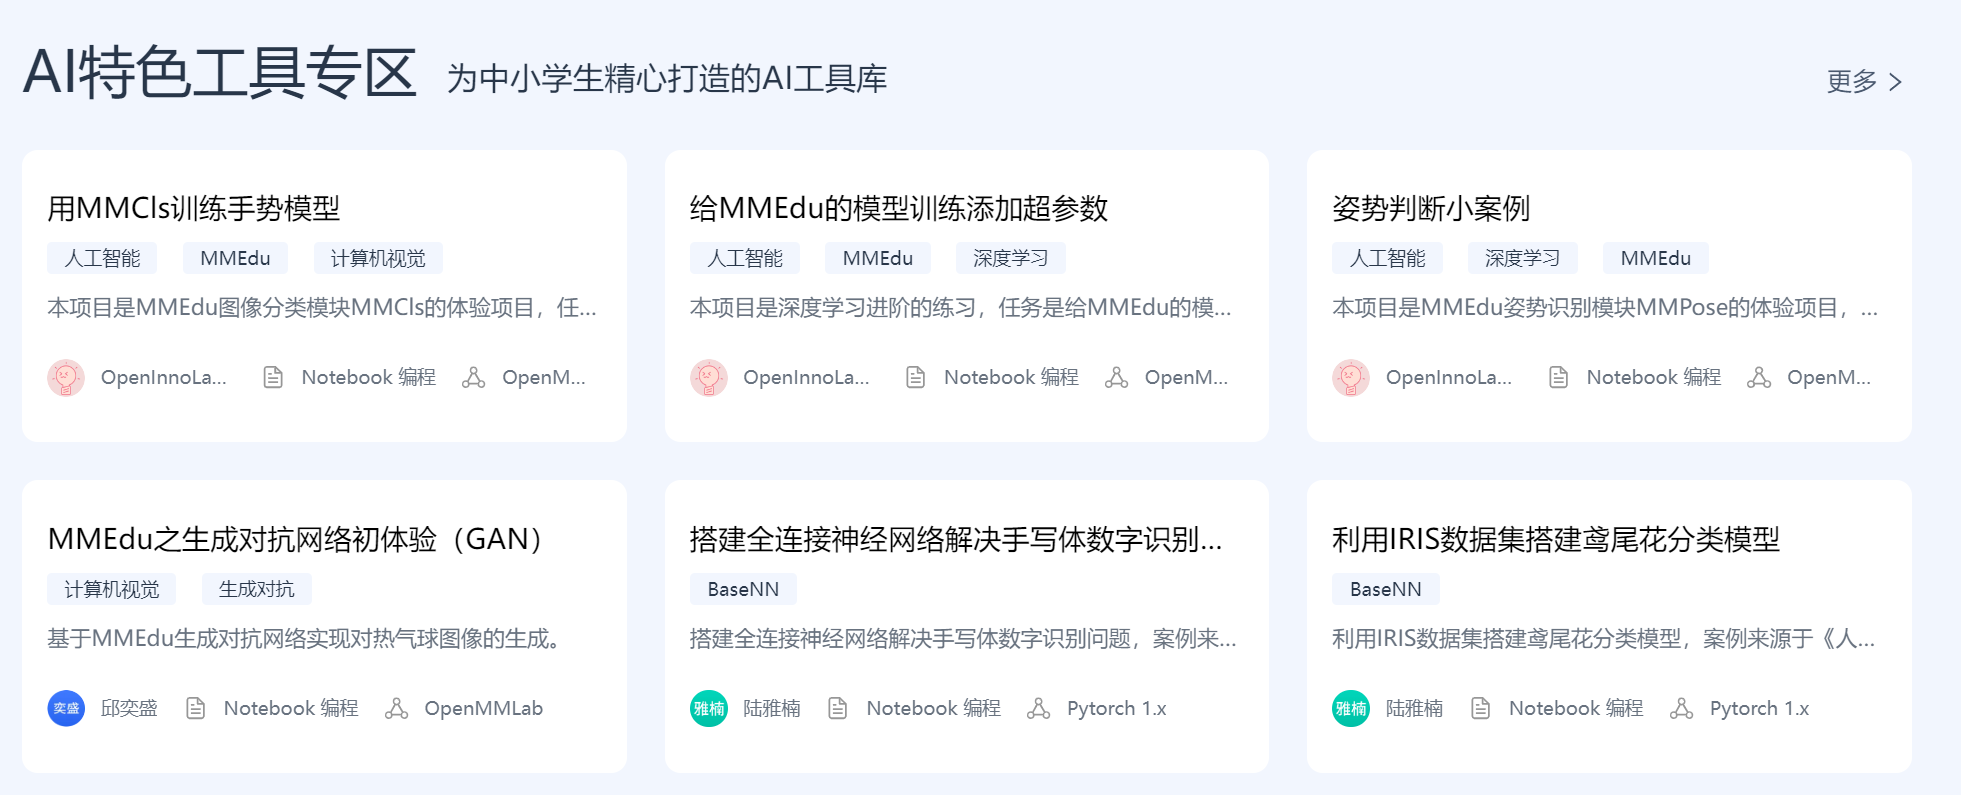 AI特色工具专区 为中小学生精心打造的AI工具库 更多
用MMCls训练手势模型
人工智能 MMEdu 计算机视觉
本项目是MMEdu图像分类模块MMCls的体验项目，任...
OpenInnoLa... Notebook 编程 OpenM...
给MMEdu的模型训练添加超参数
人工智能 MMEdu 深度学习
本项目是深度学习进阶的练习，任务是给MMEdu的模...
OpenInnoLa... Notebook 编程 OpenM...
姿势判断小案例
人工智能 深度学习 MMEdu
本项目是MMEdu姿势识别模块MMPose的体验项目，...
OpenInnoLa... Notebook 编程 OpenM...
MMEdu之生成对抗网络初体验（GAN）
计算机视觉 生成对抗
基于MMEdu生成对抗网络实现对热气球图像的生成。
奕盛 邱奕盛 Notebook 编程 OpenMMLab
搭建全连接神经网络解决手写体数字识别...
BaseNN
搭建全连接神经网络解决手写体数字识别问题，案例来...
雅楠 陆雅楠 Notebook 编程 Pytorch 1.x
利用IRIS数据集搭建鸢尾花分类模型
BaseNN
利用IRIS数据集搭建鸢尾花分类模型，案例来源于《人...
雅楠 陆雅楠 Notebook 编程 Pytorch 1.x